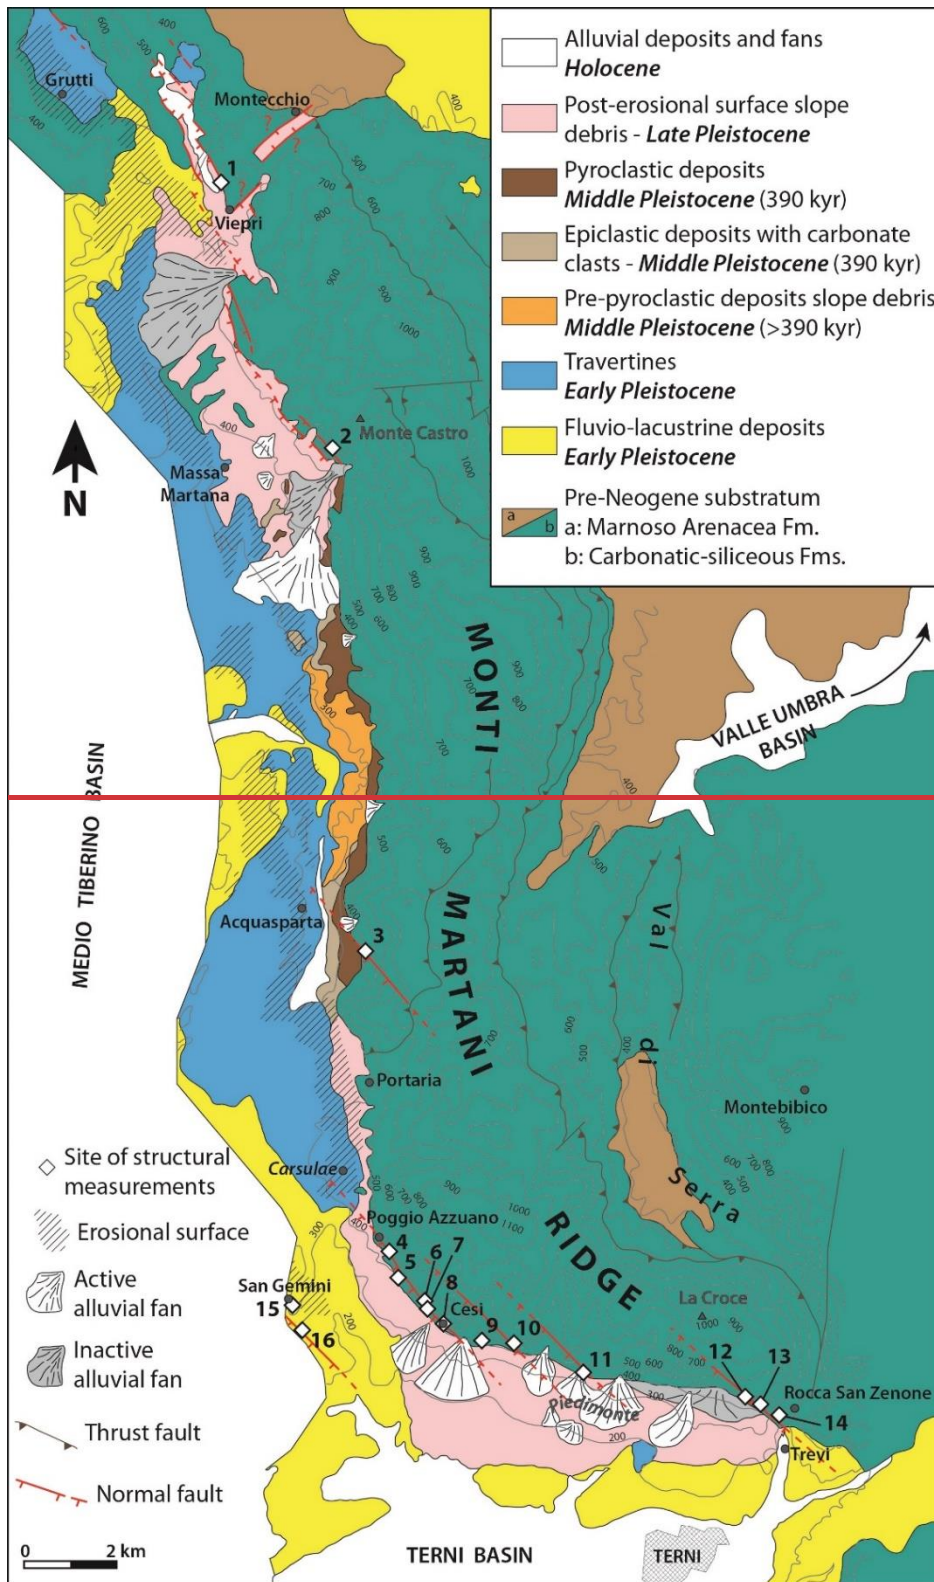 Alluvial deposits and fans
Holocene
Post-erosional surface slope
debris - Late Pleistocene
Pyroclastic deposits
Middle Pleistocene (390 kyr)
Epiclastic deposits with carbonate
clasts - Middle Pleistocene (390 kyr)
Pre-pyroclastic deposits slope debris
Middle Pleistocene (>390 kyr)
Travertines
Early Pleistocene
Fluvio-lacustrine deposits
Early Pleistocene
a b
Pre-Neogene substratum
a: Marnoso Arenacea Fm.
b: Carbonatic-siliceous Fms.
Grutti
Montecchio
1
Viepri
2
Monte Castro
Massa
Martana
N
MONTI
MARTANI
RIDGE
VALLE UMBRA
BASIN
MEDIO TIBERINO BASIN
Acquasparta
3
Val
di
Serra
Portaria
Montebibico
Carsulae
Poggio Azzuano
4
5
6
7
8
Cesi
9
10
11
San Gemini
15
16
La Croce
12
13
Rocca San Zenone
14
Piedimonte
Trevi
Site of structural
measurements
Erosional surface
Active
alluvial fan
Inactive
alluvial fan
Thrust fault
Normal fault
0 2 km
TERNI BASIN
TERNI